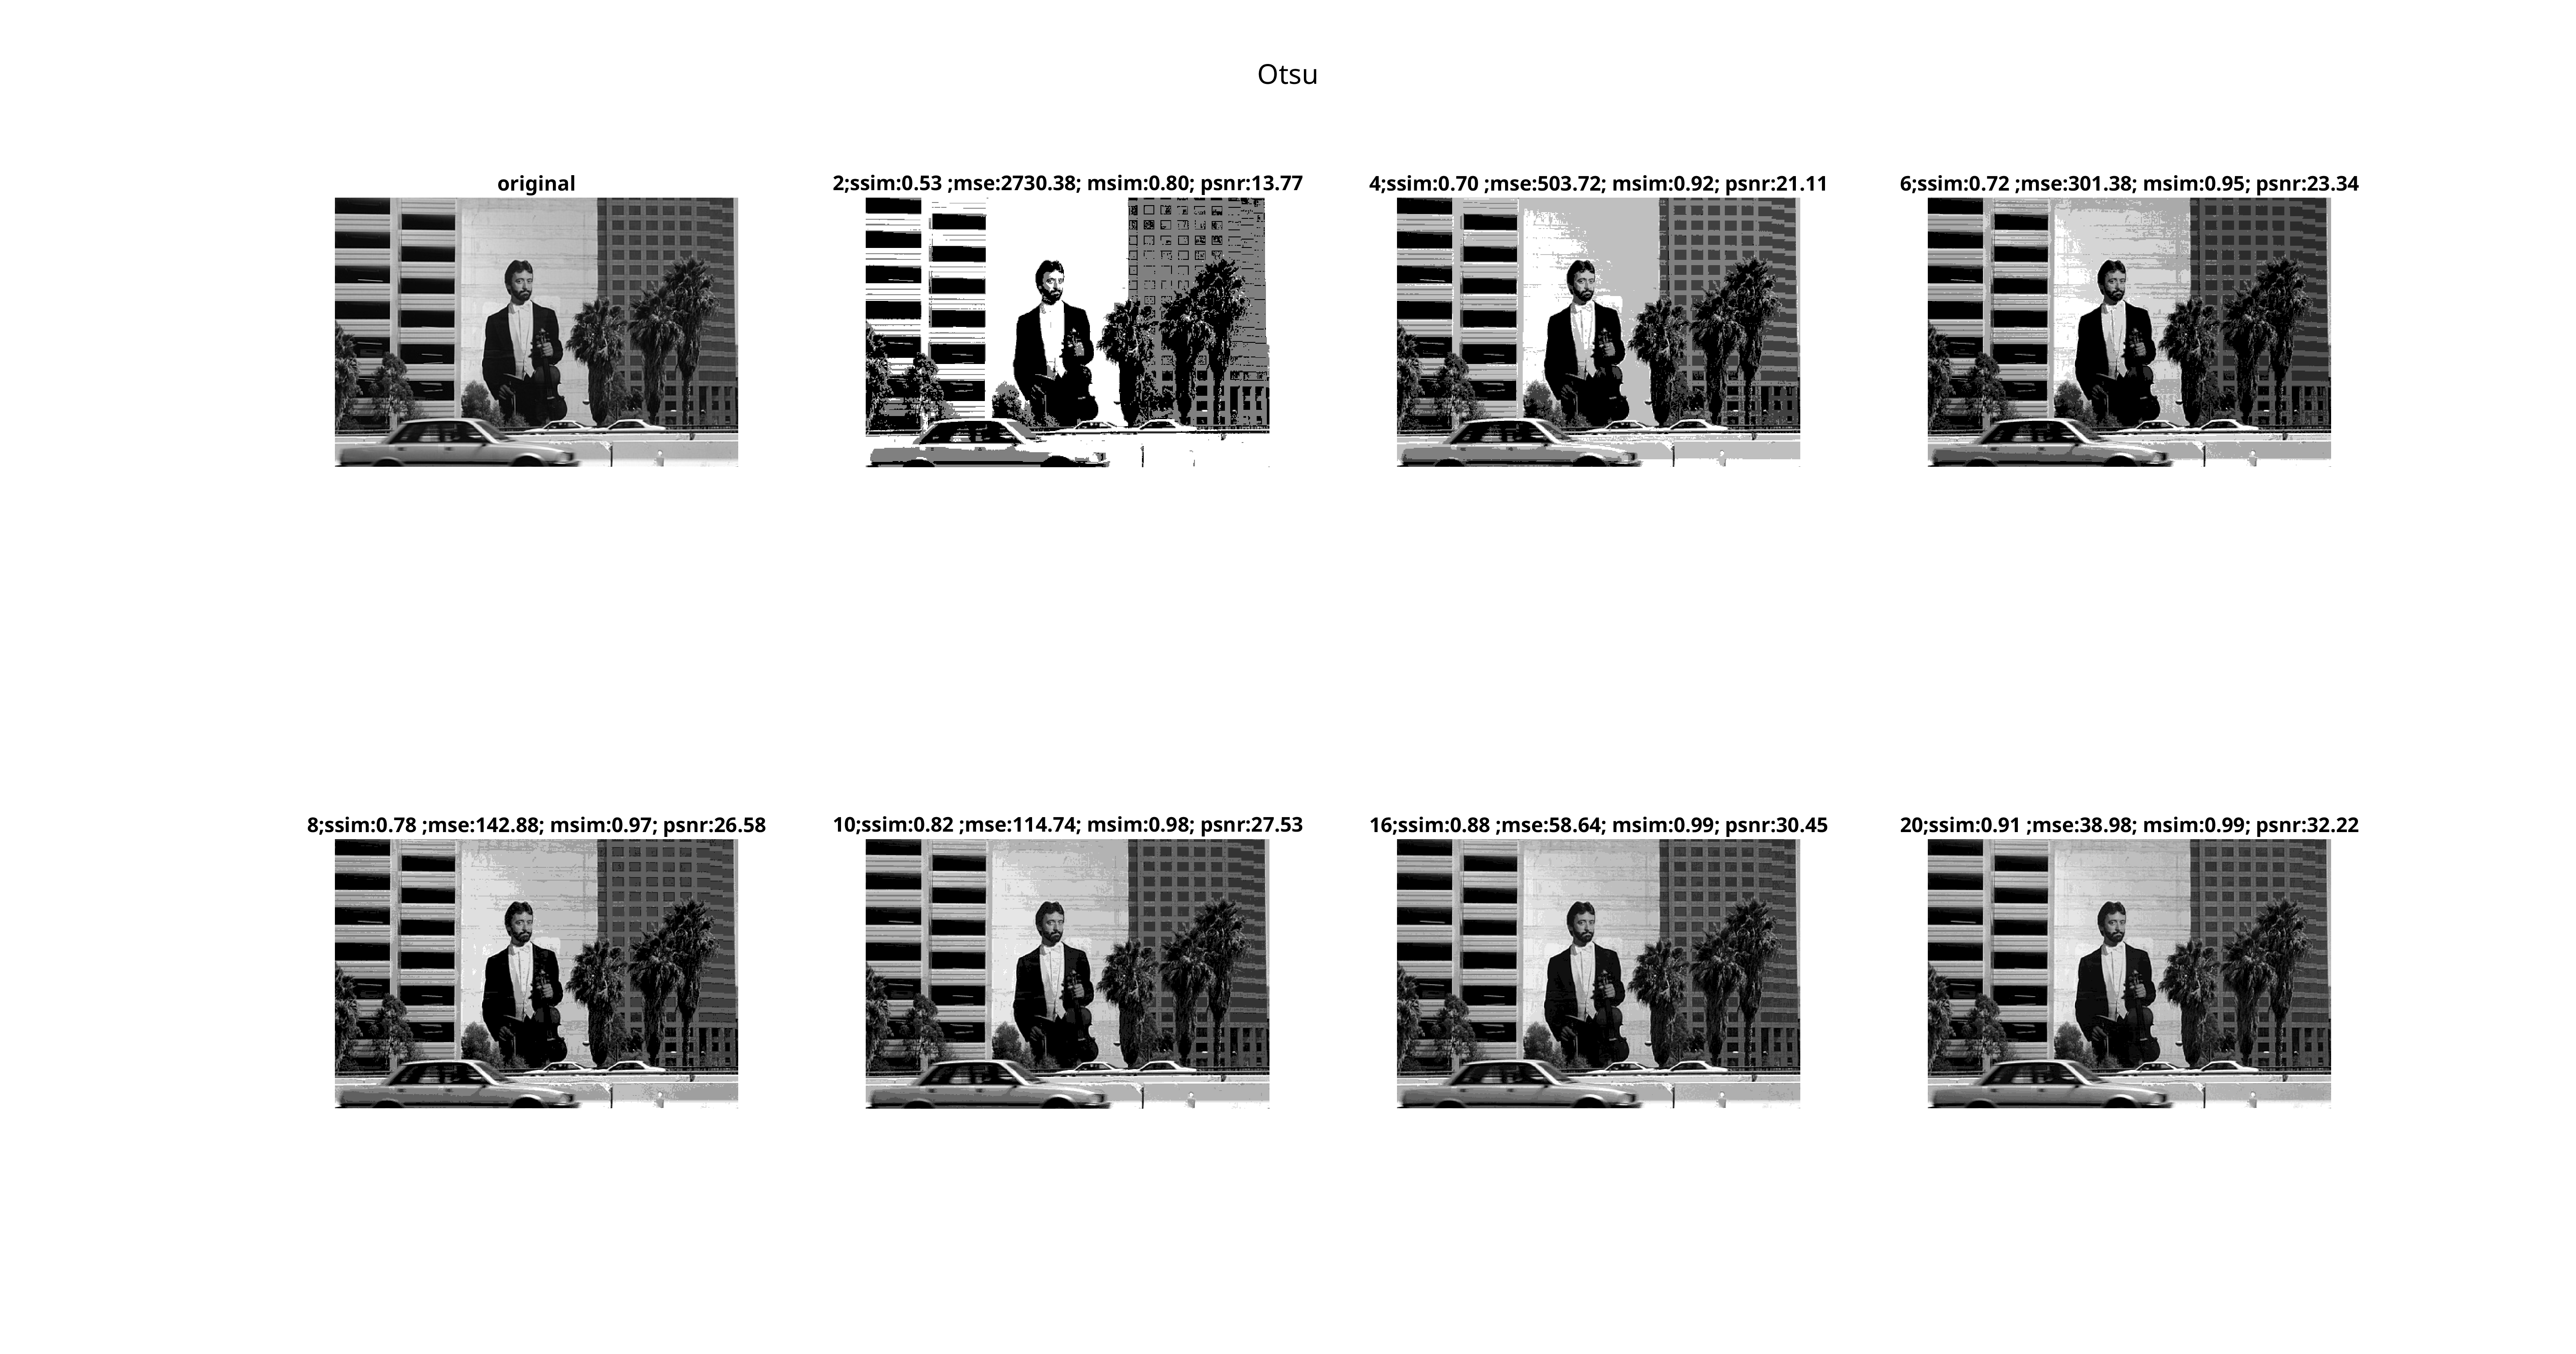 Otsu
original
2;ssim:0.53 ;mse:2730.38; msim:0.80; psnr:13.77
4;ssim:0.70 ;mse:503.72; msim:0.92; psnr:21.11
6;ssim:0.72 ;mse:301.38; msim:0.95; psnr:23.34
8;ssim:0.78 ;mse:142.88; msim:0.97; psnr:26.58
10;ssim:0.82 ;mse:114.74; msim:0.98; psnr:27.53
16;ssim:0.88 ;mse:58.64; msim:0.99; psnr:30.45
20;ssim:0.91 ;mse:38.98; msim:0.99; psnr:32.22